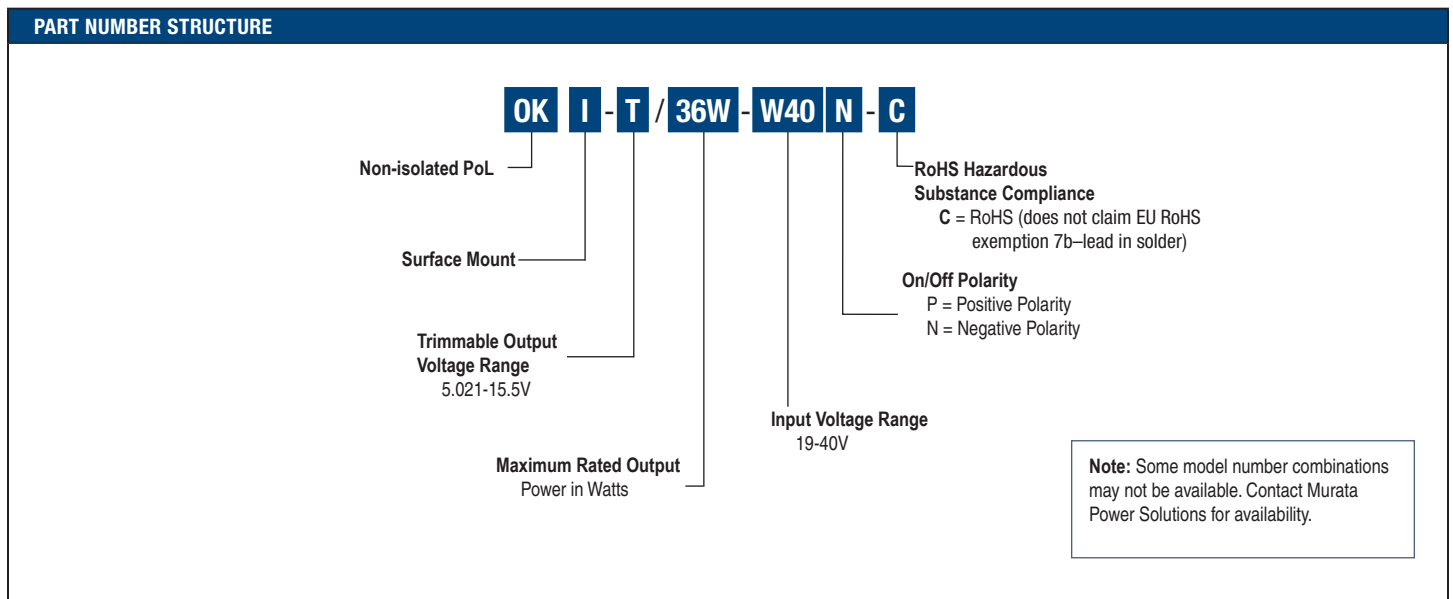 PART NUMBER STRUCTURE
OK I - T / 36W - W40 N - C
Non-isolated PoL
Surface Mount
Trimmable Output
Voltage Range
5.021-15.5V
Maximum Rated Output
Power in Watts
Input Voltage Range
19-40V
On/Off Polarity
P = Positive Polarity
N = Negative Polarity
RoHS Hazardous
Substance Compliance
C = RoHS (does not claim EU RoHS
exemption 7b–lead in solder)
Note: Some model number combinations
may not be available. Contact Murata
Power Solutions for availability.